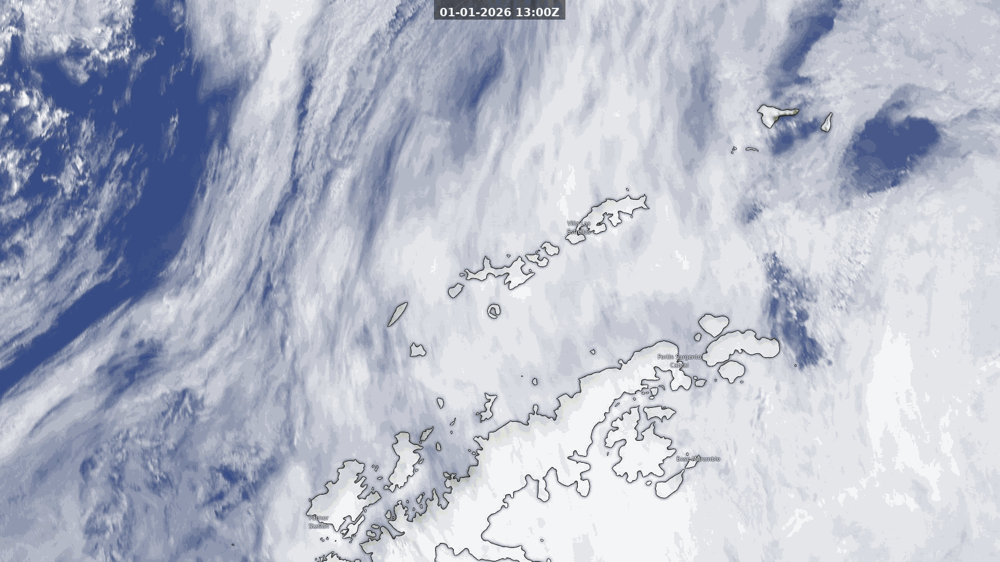 01-01-2026 13:00Z
Villa Las
Estrellas
Fortín Sargento
Cabral
Base Marambio
Palmer
Station